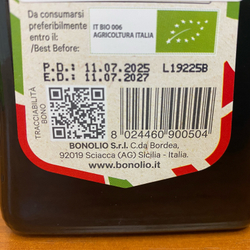 Da consumarsi
preferibilmente
entro il:
/Best Before:
IT BIO 006
AGRICOLTURA ITALIA
P.D.: 11.07.2025 L19225B
E.D.: 11.07.2027
TRACCIABILITÀ
BONO
8 024460 900504
BONOLIO S.r.l. C.da Bordea,
92019 Sciacca (AG) Sicilia - Italia.
www.bonolio.it